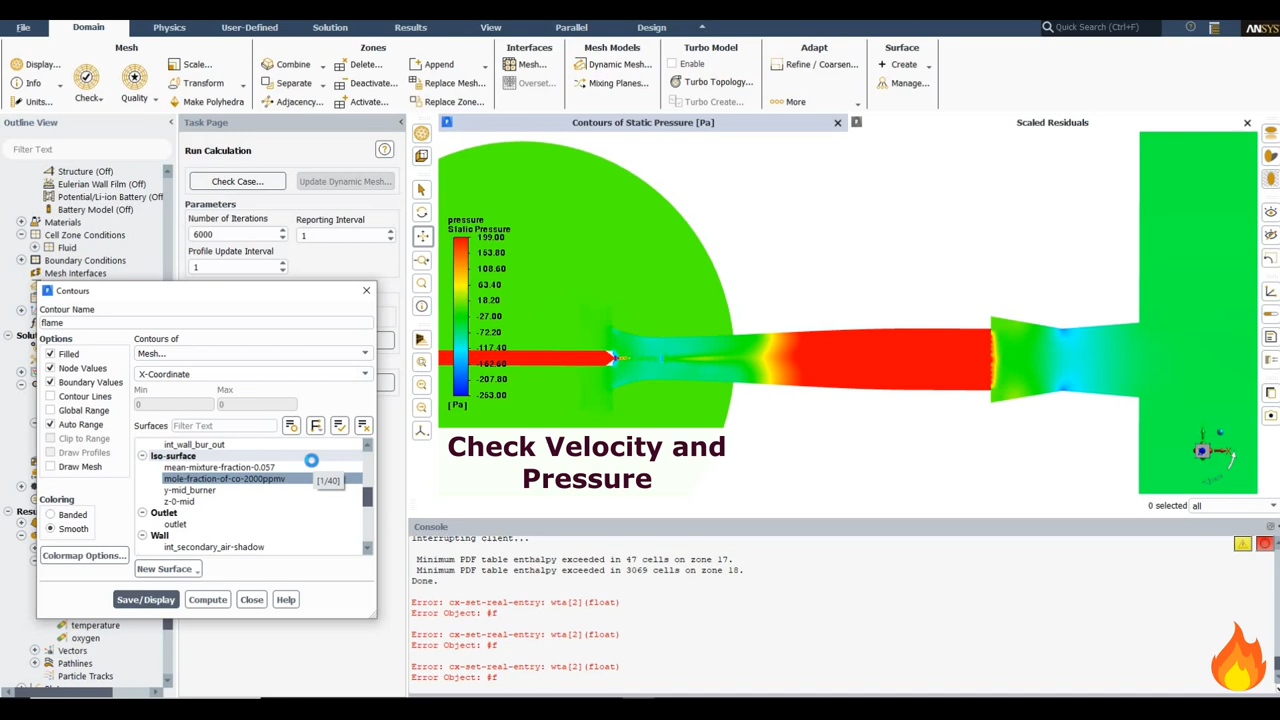 File Domain Physics User-Defined Solution Results View Parallel Design Quick Search (Ctrl+F) ANSYS
Mesh Zones Interfaces Mesh Models Turbo Model Adapt Surface
Display... Scale... Combine Delete... Append Mesh... Dynamic Mesh... Enable Refine / Coarsen... Create
Info Transform Separate Deactivate... Replace Mesh... Overset... Mixing Planes... Turbo Topology... Manage...
Units... Check Quality Make Polyhedra Adjacency... Activate... Replace Zone... Turbo Create... More
Outline View
Filter Text
Structure (Off)
Eulerian Wall Film (Off)
Potential/Li-ion Battery (Off
Battery Model (Off)
Materials
Cell Zone Conditions
Fluid
Boundary Conditions
Mesh Interfaces
Solu
Res
temperature
oxygen
Vectors
Pathlines
Particle Tracks
Task Page
Run Calculation
Check Case... Update Dynamic Mesh...
Parameters
Number of Iterations Reporting Interval
6000 1
Profile Update Interval
1
Contours
Contour Name
flame
Options
Filled
Node Values
Boundary Values
Contour Lines
Global Range
Auto Range
Clip to Range
Draw Profiles
Draw Mesh
Coloring
Banded
Smooth
Colormap Options...
Contours of
Mesh...
X-Coordinate
Min Max
0 0
Surfaces Filter Text
int_wall_bur_out
Iso-surface
mean-mixture-fraction-0.057
mole-fraction-of-co-2000ppmv
[1/40]
y-mid_burner
z-0-mid
Outlet
outlet
Wall
int_secondary_air-shadow
New Surface
Save/Display Compute Close Help
Contours of Static Pressure [Pa]
Scaled Residuals
pressure
Static Pressure
199.00
153.80
108.60
63.40
18.20
-27.00
-72.20
-117.40
-162.60
-207.80
-253.00
[Pa]
Check Velocity and
Pressure
0 selected all
Console
Interrupting client...
Minimum PDF table enthalpy exceeded in 47 cells on zone 17.
Minimum PDF table enthalpy exceeded in 3069 cells on zone 18.
Done.
Error: cx-set-real-entry: wta[2](float)
Error Object: #f
Error: cx-set-real-entry: wta[2](float)
Error Object: #f
Error: cx-set-real-entry: wta[2](float)
Error Object: #f